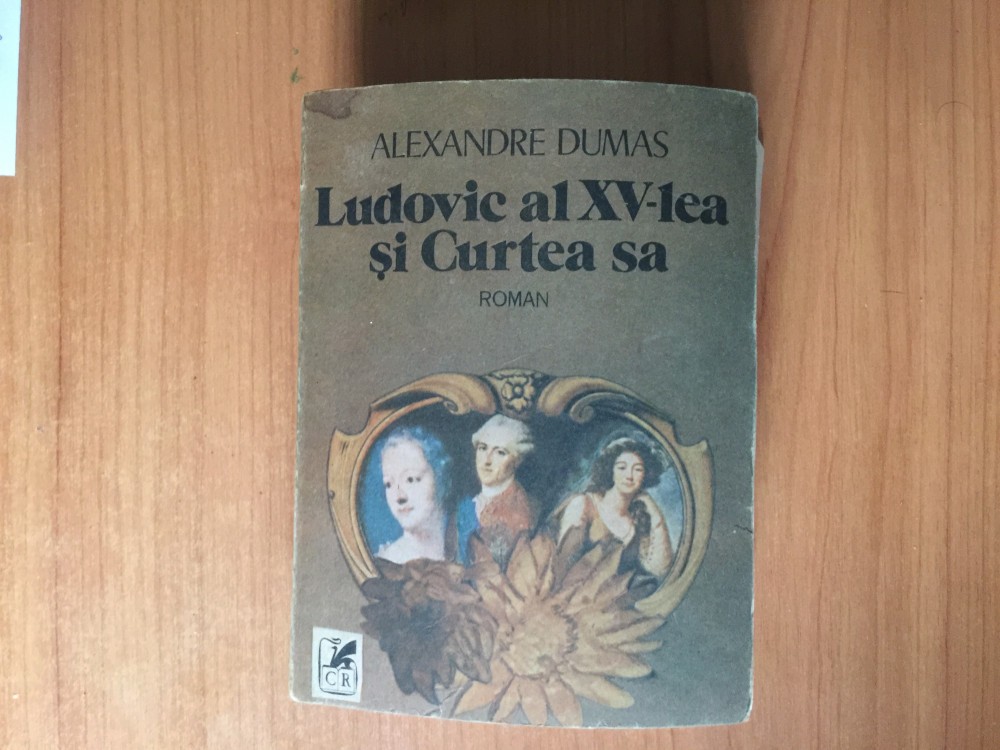 ALEXANDRE DUMAS
Ludovic al XV-lea
și Curtea sa
ROMAN
CR